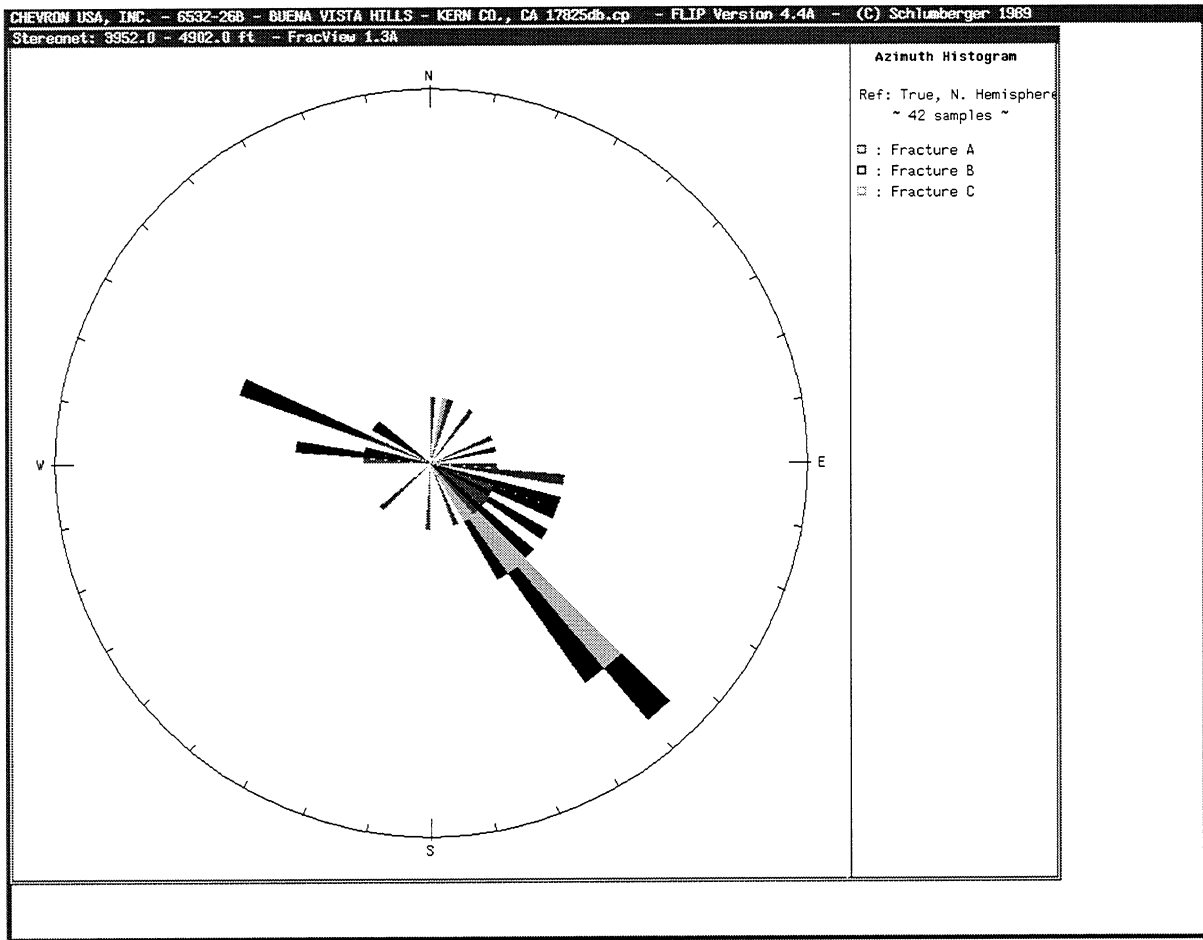 CHEVRON USA, INC. - 653Z-26B - BUENA VISTA HILLS - KERN CO., CA 17825db.cp - FLIP Version 4.4A - (C) Schlumberger 1989
Stereonet: 3952.0 - 4902.0 ft - FracView 1.3A
Azimuth Histogram
Ref: True, N. Hemisphere
~ 42 samples ~
: Fracture A
: Fracture B
: Fracture C
N
W
E
S